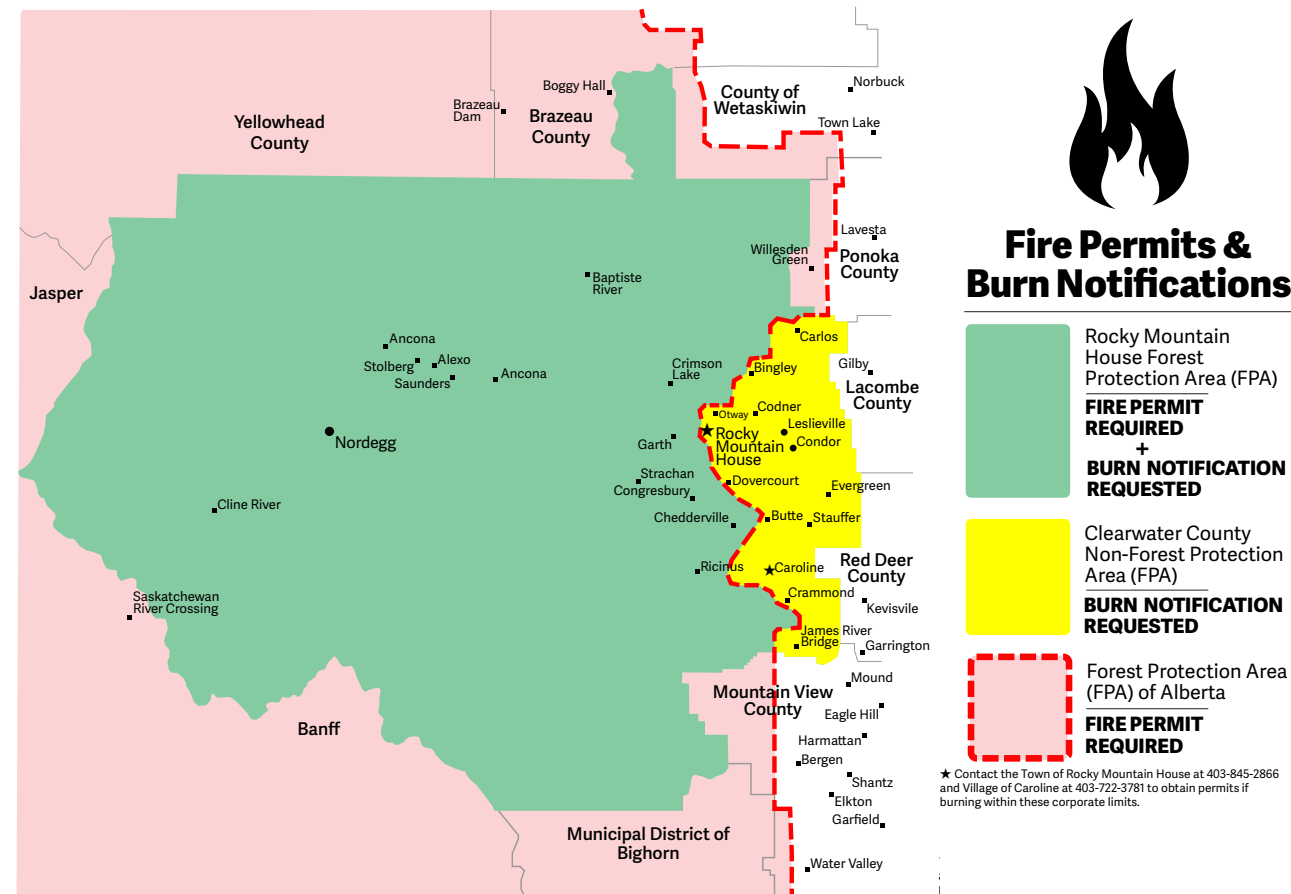 Norbuck
Boggy Hall
County of
Wetaskiwin
Brazeau
Dam
Brazeau
County
Yellowhead
County
Town Lake
Lavesta
Willesden
Green
Ponoka
County
Baptiste
River
Jasper
Carlos
Ancona
Stolberg
Alexo
Saunders
Ancona
Crimson
Lake
Bingley
Gilby
Lacombe
County
Otway
Codner
Leslieville
Rocky
Mountain
House
Condor
Nordegg
Garth
Strachan
Congresbury
Dovercourt
Evergreen
Cline River
Chedderville
Butte
Stauffer
Ricinus
Caroline
Red Deer
County
Crammond
Kevisville
Saskatchewan
River Crossing
James River
Bridge
Garrington
Mound
Mountain View
County
Eagle Hill
Banff
Harmattan
Bergen
Shantz
Elkton
Garfield
Municipal District of
Bighorn
Water Valley
Fire Permits &
Burn Notifications
Rocky Mountain
House Forest
Protection Area (FPA)
FIRE PERMIT
REQUIRED
+
BURN NOTIFICATION
REQUESTED
Clearwater County
Non-Forest Protection
Area (FPA)
BURN NOTIFICATION
REQUESTED
Forest Protection Area
(FPA) of Alberta
FIRE PERMIT
REQUIRED
★ Contact the Town of Rocky Mountain House at 403-845-2866
and Village of Caroline at 403-722-3781 to obtain permits if
burning within these corporate limits.